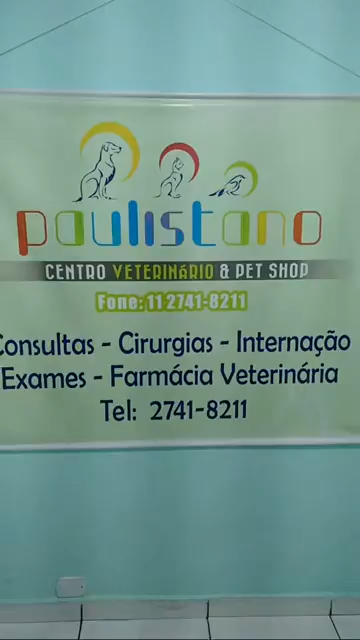 paulistano
CENTRO VETERINáRIO & PET SHOP
Fone: 11 2741-8211
Consultas - Cirurgias - Internação
Exames - Farmácia Veterinária
Tel: 2741-8211